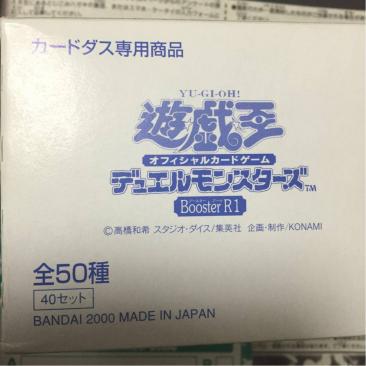 カードダス専用商品
YU-GI-OH!
遊戯王
オフィシャルカードゲーム
デュエルモンスターズ™
Booster R1
©高橋和希 スタジオ・ダイス/集英社 企画・制作/KONAMI
全50種
40セット
BANDAI 2000 MADE IN JAPAN